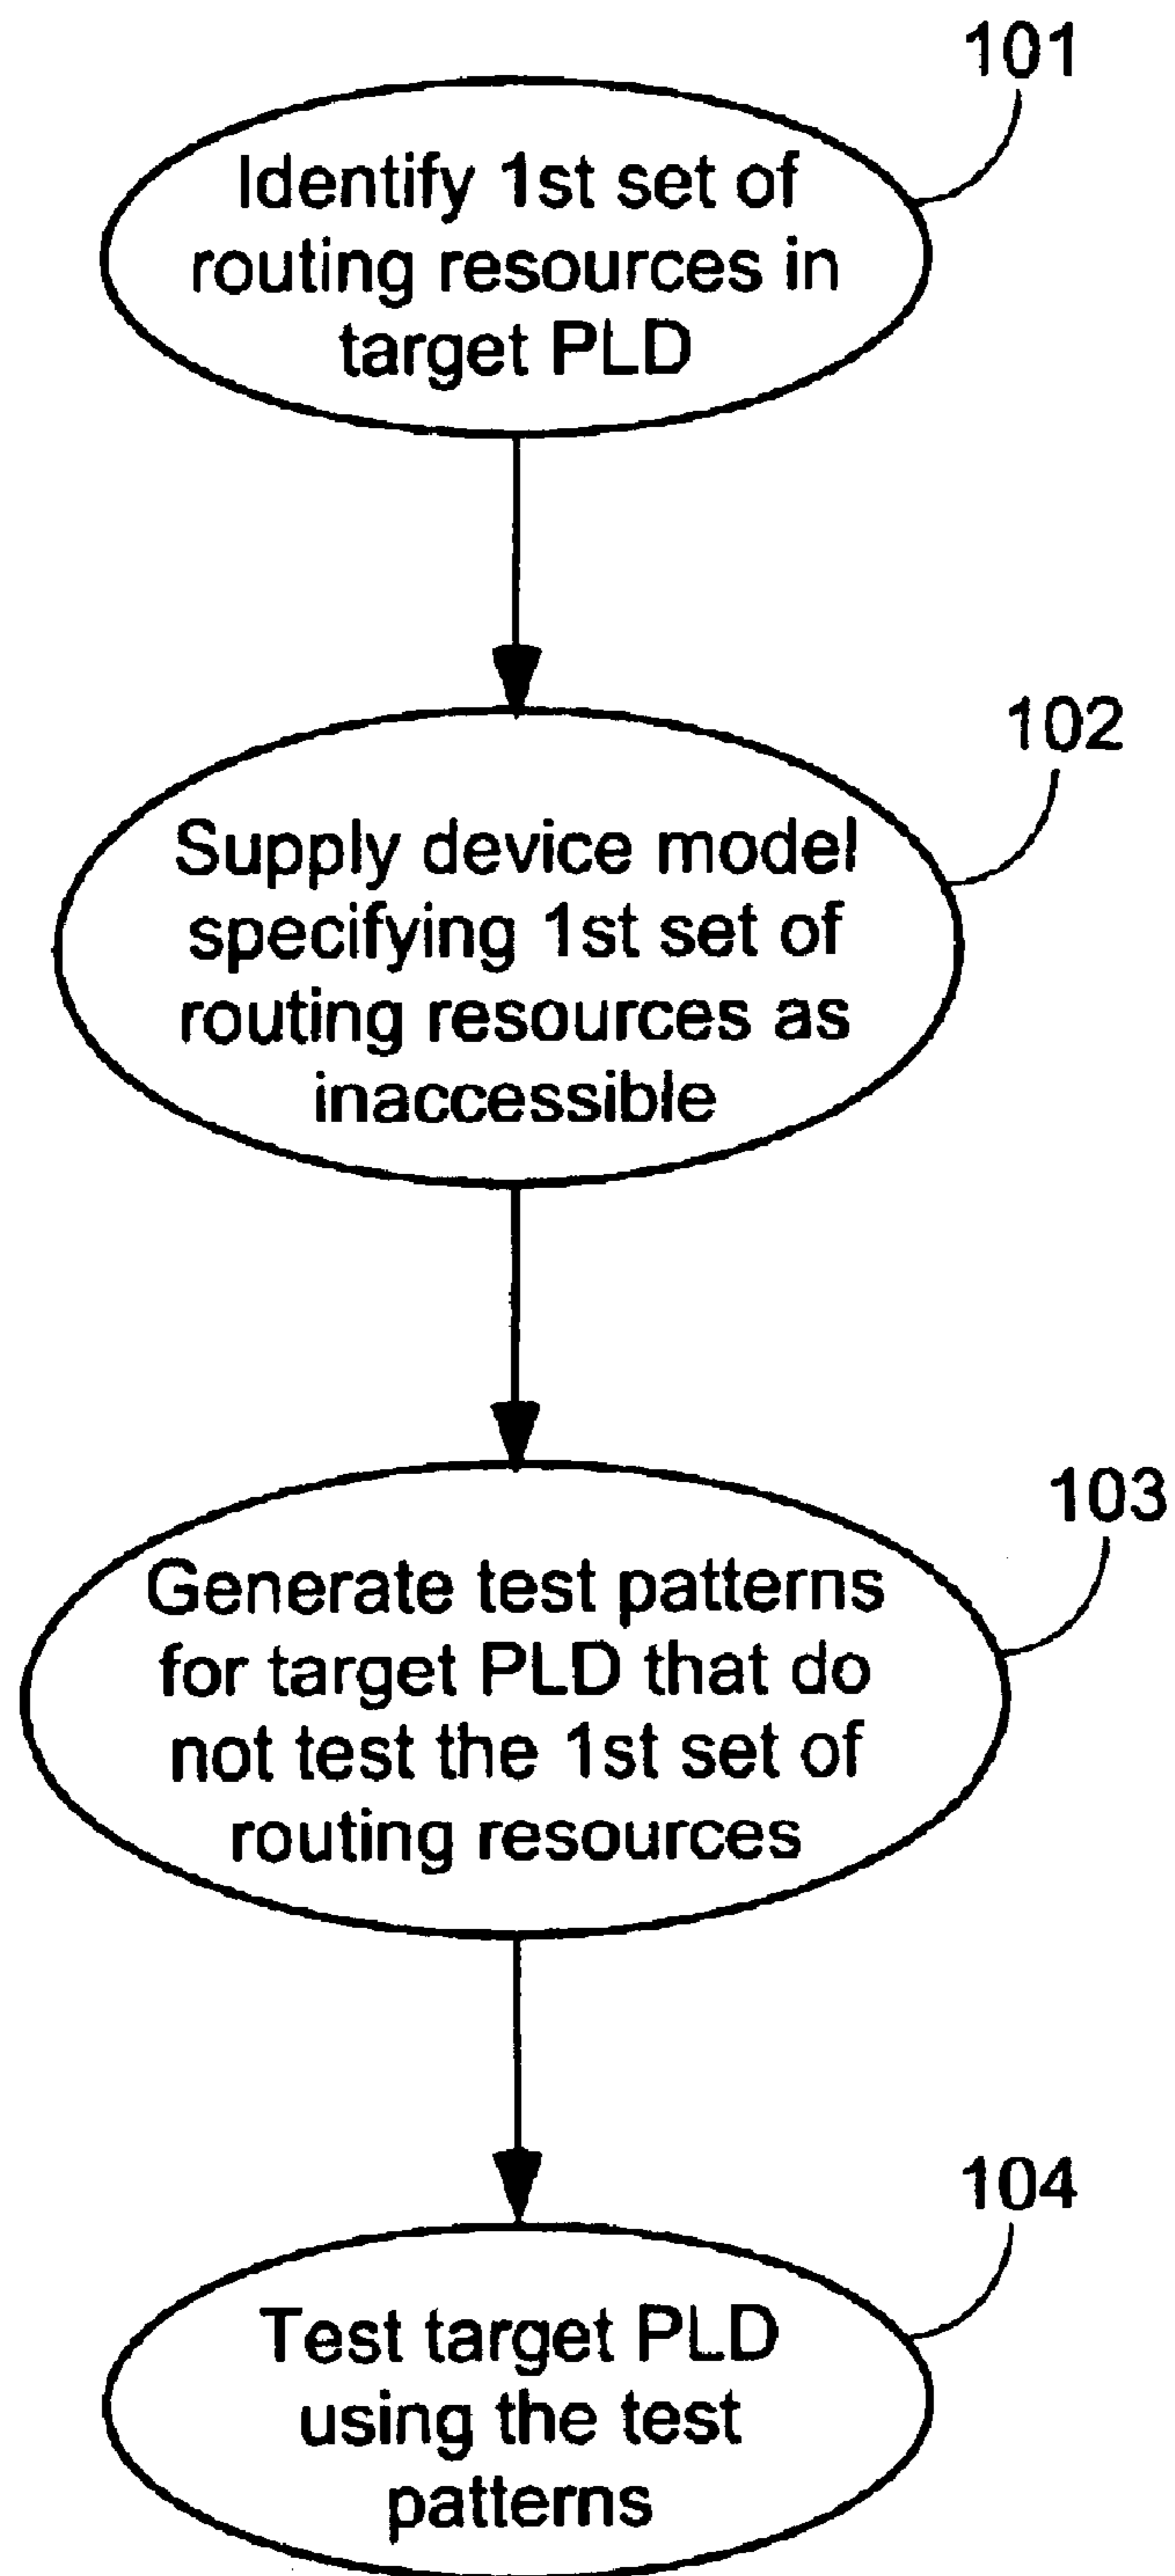 101
Identify 1st set of
routing resources in
target PLD
102
Supply device model
specifying 1st set of
routing resources as
inaccessible
103
Generate test patterns
for target PLD that do
not test the 1st set of
routing resources
104
Test target PLD
using the test
patterns